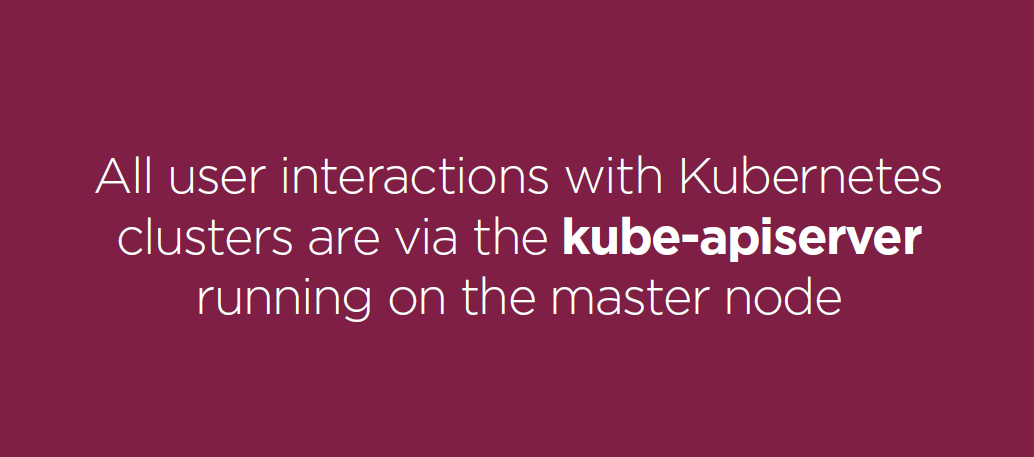 All user interactions with Kubernetes
clusters are via the kube-apiserver
running on the master node